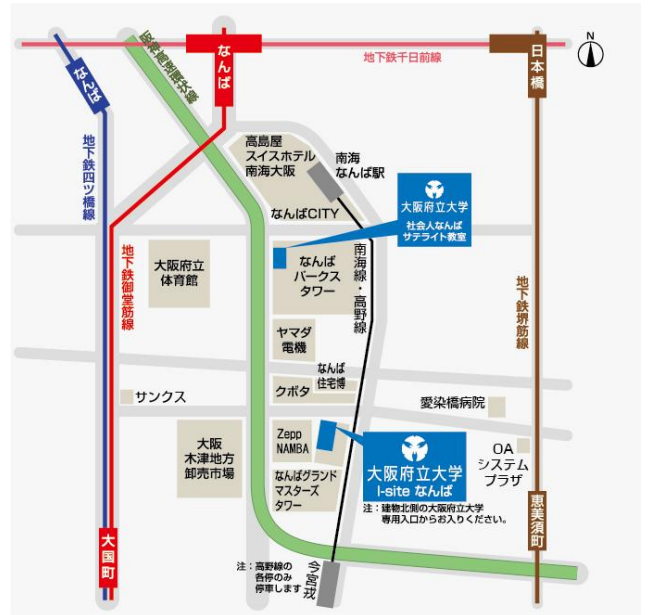 N
なんば
阪神高速環状線
なんば
地下鉄千日前線
日本橋
地下鉄四ツ橋線
高島屋
スイスホテル
南海大阪
南海
なんば駅
大阪府立大学
社会人なんば
サテライト教室
なんばCITY
地下鉄御堂筋線
大阪府立
体育館
なんば
パークス
タワー
南海線・高野線
地下鉄堺筋線
ヤマダ
電機
なんば
住宅博
クボタ
サンクス
愛染橋病院
大阪
木津地方
卸売市場
Zepp
NAMBA
大阪府立大学
I-site なんば
OA
システム
プラザ
なんばグランド
マスターズ
タワー
注：建物北側の大阪府立大学
専用入口からお入りください。
恵美須町
大国町
注：高野線の
各停のみ
停車します
今宮戎